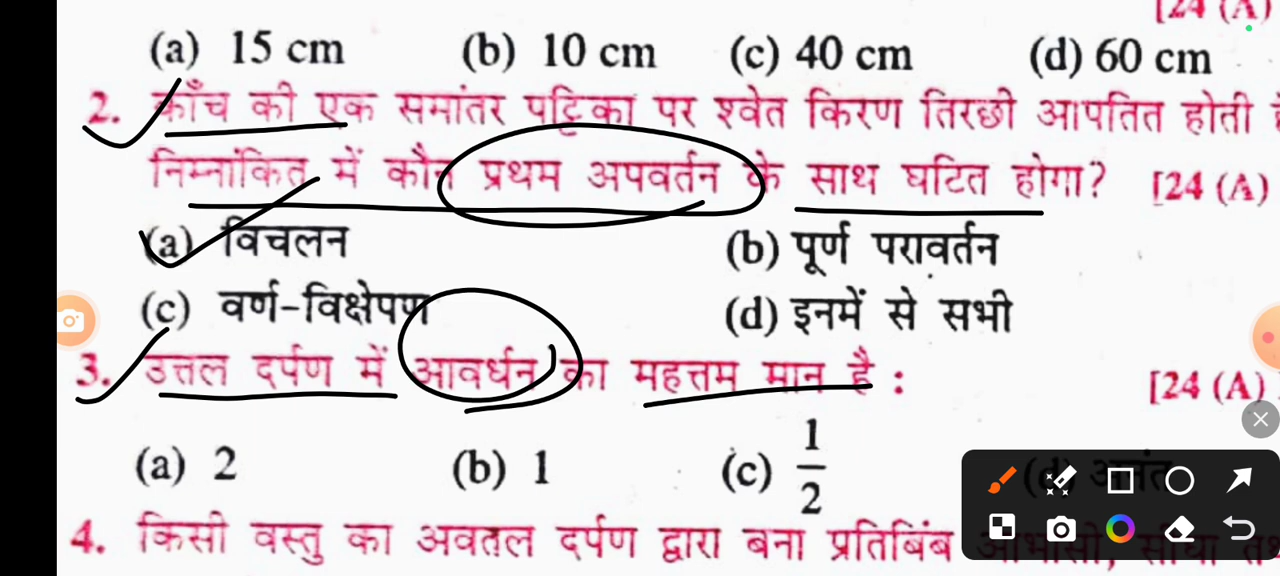 [24 (A)
(a) 15 cm (b) 10 cm (c) 40 cm (d) 60 cm
2. काँच की एक समांतर पट्टिका पर श्वेत किरण तिरछी आपतित होती
निम्नांकित में कौन प्रथम अपवर्तन के साथ घटित होगा? [24 (A)
(a) विचलन (b) पूर्ण परावर्तन
(c) वर्ण-विक्षेपण (d) इनमें से सभी
3. उत्तल दर्पण में आवर्धन का महत्तम मान है : [24 (A)
(a) 2 (b) 1 (c) 1/2 (d) अनंत
4. किसी वस्तु का अवतल दर्पण द्वारा बना प्रतिबिंब आभासी, सीधा